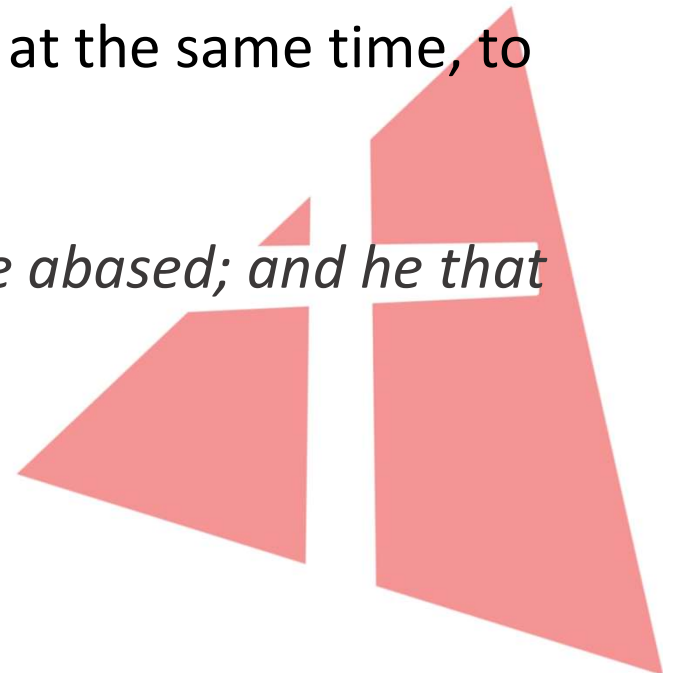 at the same time, to
e abased; and he that